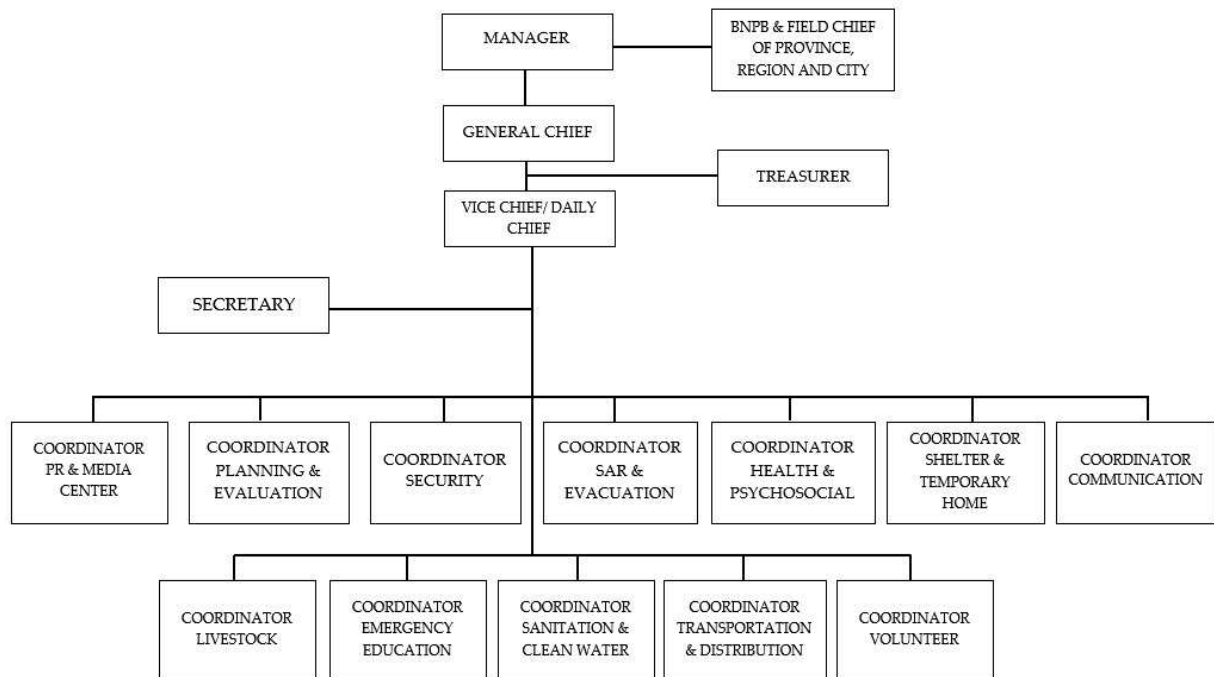 MANAGER
BNPB & FIELD CHIEF
OF PROVINCE,
REGION AND CITY
GENERAL CHIEF
TREASURER
VICE CHIEF/ DAILY
CHIEF
SECRETARY
COORDINATOR
PR & MEDIA
CENTER
COORDINATOR
PLANNING &
EVALUATION
COORDINATOR
SECURITY
COORDINATOR
SAR &
EVACUATION
COORDINATOR
HEALTH &
PSYCHOSOCIAL
COORDINATOR
SHELTER &
TEMPORARY
HOME
COORDINATOR
COMMUNICATION
COORDINATOR
LIVESTOCK
COORDINATOR
EMERGENCY
EDUCATION
COORDINATOR
SANITATION &
CLEAN WATER
COORDINATOR
TRANSPORTATION
& DISTRIBUTION
COORDINATOR
VOLUNTEER